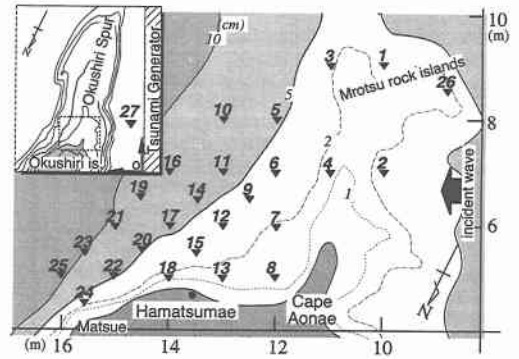 10
(m)
(cm)
10
N
Okushiri Spur
Tsunami Generator
27
Okushiri is.
o
3
1
Mrotsu rock islands
26
10
5
5
8
2
16
11
6
4
2
1
incident wave
19
14
9
21
17
12
7
6
23
20
15
25
22
18
13
8
24
Hamatsumae
Cape
Aonae
N
Matsue
(m)
16
14
12
10